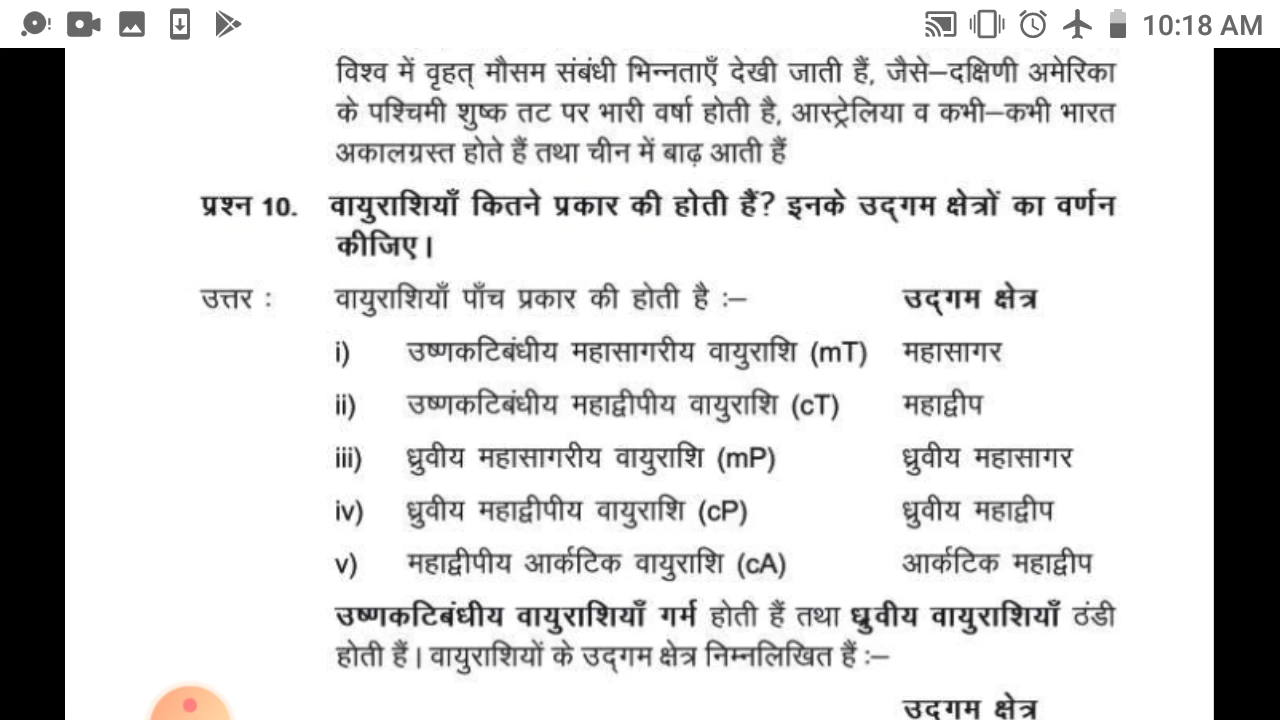 10:18 AM
विश्व में वृहत् मौसम संबंधी भिन्नताएँ देखी जाती हैं, जैसे–दक्षिणी अमेरिका
के पश्चिमी शुष्क तट पर भारी वर्षा होती है, आस्ट्रेलिया व कभी–कभी भारत
अकालग्रस्त होते हैं तथा चीन में बाढ़ आती हैं
प्रश्न 10. वायुराशियाँ कितने प्रकार की होती हैं? इनके उद्गम क्षेत्रों का वर्णन
कीजिए।
उत्तर : वायुराशियाँ पाँच प्रकार की होती है :– उद्गम क्षेत्र
i) उष्णकटिबंधीय महासागरीय वायुराशि (mT) महासागर
ii) उष्णकटिबंधीय महाद्वीपीय वायुराशि (cT) महाद्वीप
iii) ध्रुवीय महासागरीय वायुराशि (mP) ध्रुवीय महासागर
iv) ध्रुवीय महाद्वीपीय वायुराशि (cP) ध्रुवीय महाद्वीप
v) महाद्वीपीय आर्कटिक वायुराशि (cA) आर्कटिक महाद्वीप
उष्णकटिबंधीय वायुराशियाँ गर्म होती हैं तथा ध्रुवीय वायुराशियाँ ठंडी
होती हैं। वायुराशियों के उद्गम क्षेत्र निम्नलिखित हैं :–
उद्गम क्षेत्र